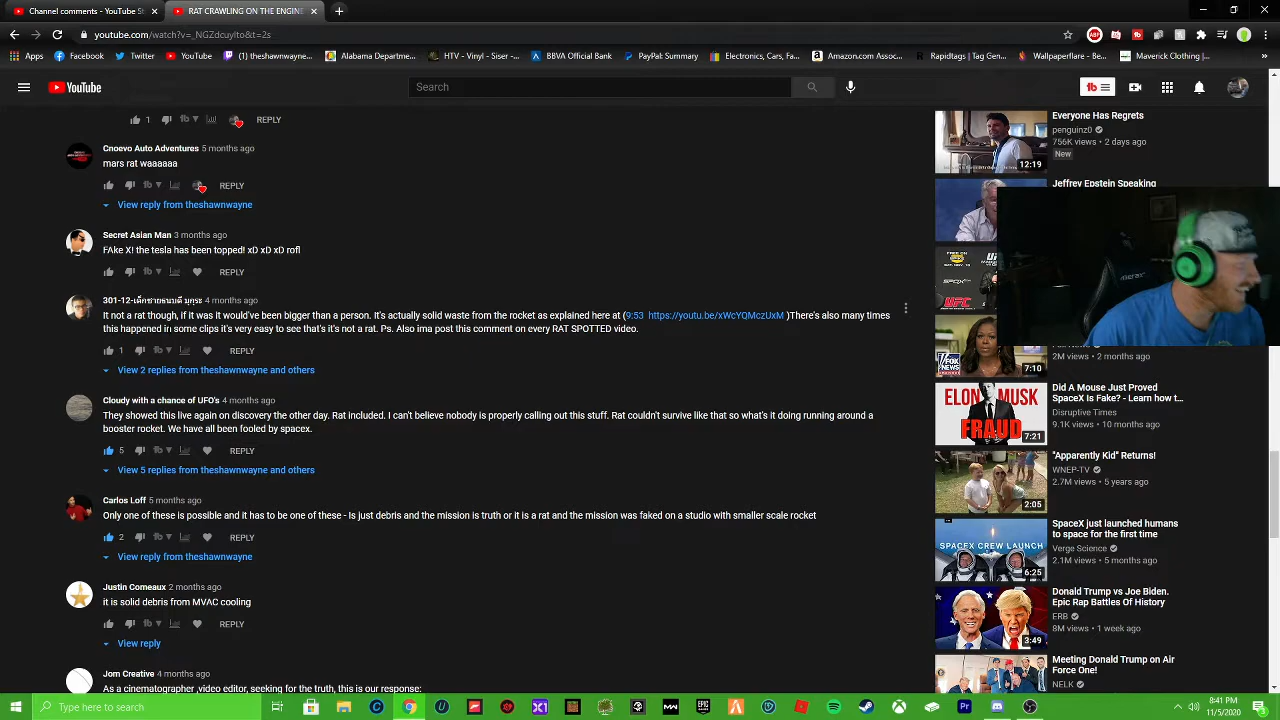 Channel comments - YouTube St
RAT CRAWLING ON THE ENGINE
youtube.com/watch?v=_NGZdcuyIto&t=2s
Apps
Facebook
Twitter
YouTube
(1) theshawnwayne...
Alabama Departme...
HTV - Viny - Siser -...
BBVA Official Bank
PayPak Summary
Electronics, Cars, Fa...
Amazon.com Assoc...
Rapidtags | Tag Gen...
Wallpaperflare - Be...
Maverick Clothing |...
YouTube
Search
1
REPLY
Cnoevo Auto Adventures 5 months ago
mars rat waaaaaa
REPLY
View reply from theshawnwayne
Secret Asian Man 3 months ago
FAke X! the tesla has been topped! xD xD xD rofl
REPLY
4 months ago
It not a rat though, if it was it would've been bigger than a person. It's actually solid waste from the rocket as explained here at (9:53 https://youtu.be/xWcYQMczUxM )There's also many times
this happened in some clips it's very easy to see that's it's not a rat. Ps. Also ima post this comment on every RAT SPOTTED video.
1
REPLY
View 2 replies from theshawnwayne and others
Cloudy with a chance of UFO's 4 months ago
They showed this live again on discovery the other day. Rat included. I can't believe nobody is properly calling out this stuff. Rat couldn't survive like that so what's it doing running around a
booster rocket. We have all been fooled by spacex.
5
REPLY
View 5 replies from theshawnwayne and others
Carlos Loff 5 months ago
Only one of these is possible and it has to be one of these - Is just debris and the mission is truth or it is a rat and the mission was faked on a studio with smaller scale rocket
2
REPLY
View reply from theshawnwayne
Justin Comeaux 2 months ago
it is solid debris from MVAC cooling
REPLY
View reply
Jom Creative 4 months ago
As a cinematographer ,video editor, seeking for the truth, this is our response:
Everyone Has Regrets
penguinz0
756K views • 2 days ago
New
12:19
Jeffrey Epstein Speaking
UFC
FOX NEWS
7:10
2M views • 2 months ago
ELON MUSK
FRAUD
7:21
Did A Mouse Just Proved
SpaceX Is Fake? - Learn how t...
Disruptive Times
9.1K views • 10 months ago
"Apparently Kid" Returns!
WNEP-TV
2.7M views • 5 years ago
2:05
SpaceX just launched humans
to space for the first time
Verge Science
2.1M views • 5 months ago
SPACEX CREW LAUNCH
6:25
Donald Trump vs Joe Biden.
Epic Rap Battles Of History
ERB
8M views • 1 week ago
3:49
Meeting Donald Trump on Air
Force One!
NELK
Type here to search
8:41 PM
11/5/2020